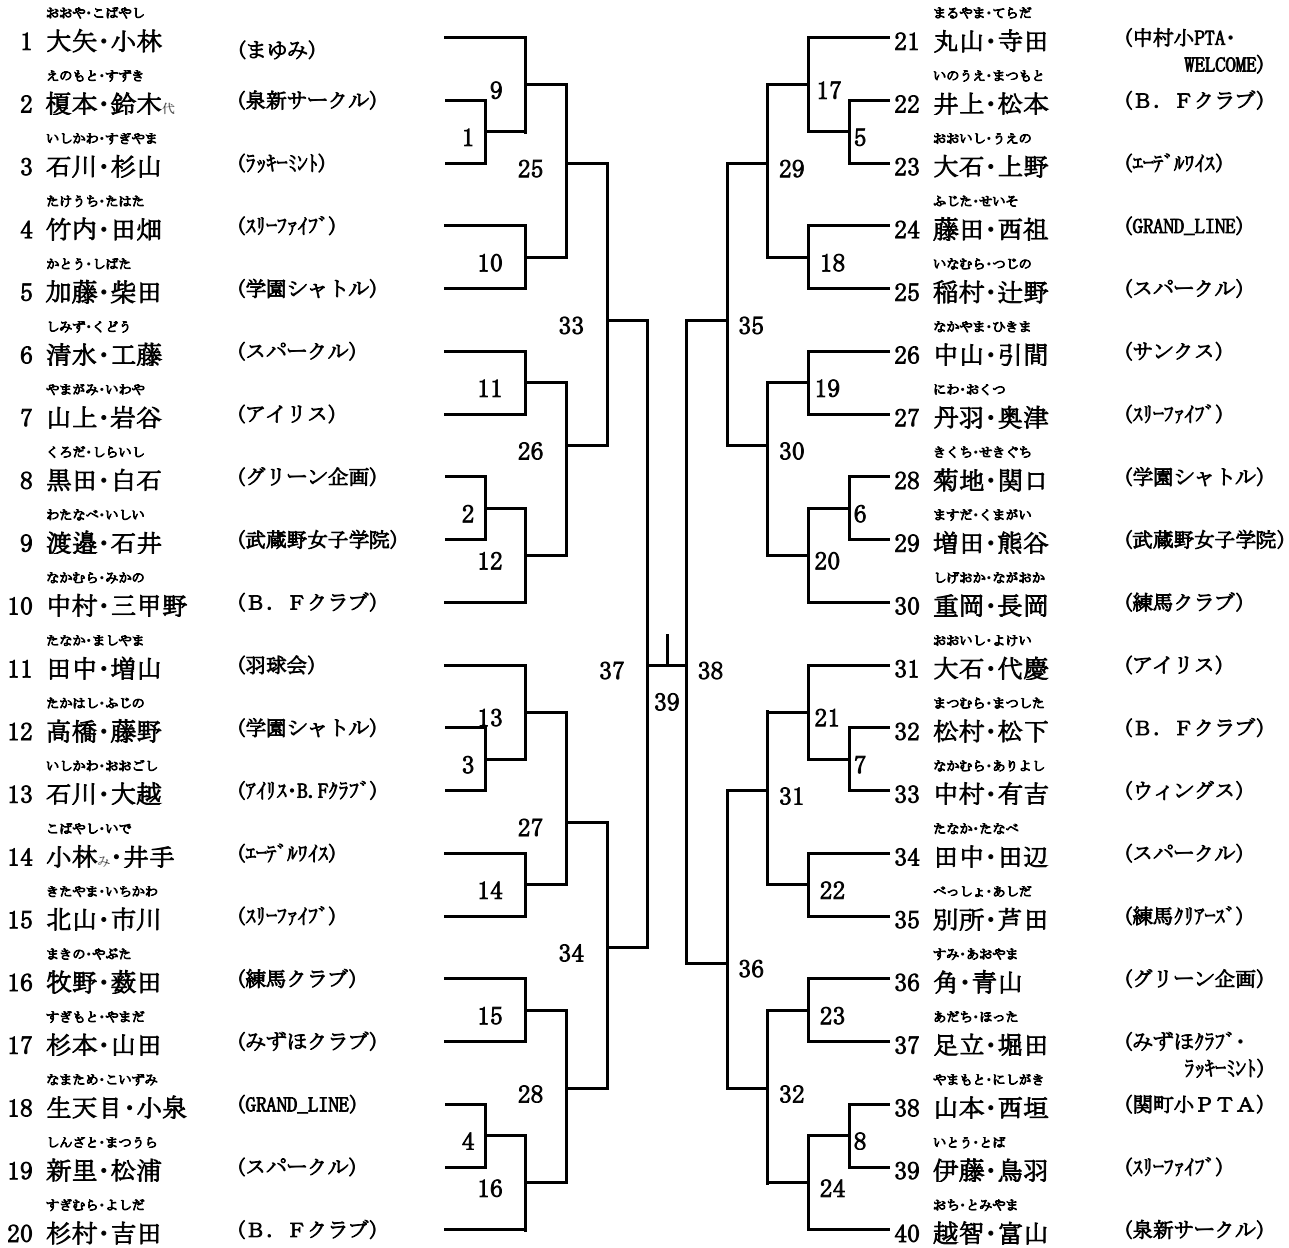 おおや・こばやし
1 大矢・小林 (まゆみ)
えのもと・すずき
2 榎本・鈴木代 (泉新サークル)
いしかわ・すぎやま
3 石川・杉山 (ﾗｯｷｰﾐﾝﾄ)
たけうち・たはた
4 竹内・田畑 (ｽﾘｰﾌｧｲﾌﾞ)
かとう・しばた
5 加藤・柴田 (学園シャトル)
しみず・くどう
6 清水・工藤 (スパークル)
やまがみ・いわや
7 山上・岩谷 (アイリス)
くろだ・しらいし
8 黒田・白石 (グリーン企画)
わたなべ・いしい
9 渡邉・石井 (武蔵野女子学院)
なかむら・みかの
10 中村・三甲野 (Ｂ．Ｆクラブ)
たなか・ましやま
11 田中・増山 (羽球会)
たかはし・ふじの
12 高橋・藤野 (学園シャトル)
いしかわ・おおごし
13 石川・大越 (ｱｲﾘｽ・B.Fｸﾗﾌﾞ)
こばやし・いで
14 小林み・井手 (ｴｰﾃﾞﾙﾜｲｽ)
きたやま・いちかわ
15 北山・市川 (ｽﾘｰﾌｧｲﾌﾞ)
まきの・やぶた
16 牧野・薮田 (練馬クラブ)
すぎもと・やまだ
17 杉本・山田 (みずほクラブ)
なまため・こいずみ
18 生天目・小泉 (GRAND_LINE)
しんざと・まつうら
19 新里・松浦 (スパークル)
すぎむら・よしだ
20 杉村・吉田 (Ｂ．Ｆクラブ)
9
1
25
10
33
11
26
2
12
37
13
3
27
14
34
15
28
4
16
39
38
17
5
29
18
35
19
30
6
20
21
7
31
22
36
23
32
8
24
まるやま・てらだ
21 丸山・寺田 (中村小PTA・
WELCOME)
いのうえ・まつもと
22 井上・松本 (Ｂ．Ｆクラブ)
おおいし・うえの
23 大石・上野 (ｴｰﾃﾞﾙﾜｲｽ)
ふじた・せいそ
24 藤田・西祖 (GRAND_LINE)
いなむら・つじの
25 稲村・辻野 (スパークル)
なかやま・ひきま
26 中山・引間 (サンクス)
にわ・おくつ
27 丹羽・奥津 (ｽﾘｰﾌｧｲﾌﾞ)
きくち・せきぐち
28 菊地・関口 (学園シャトル)
ますだ・くまがい
29 増田・熊谷 (武蔵野女子学院)
しげおか・ながおか
30 重岡・長岡 (練馬クラブ)
おおいし・よけい
31 大石・代慶 (アイリス)
まつむら・まつした
32 松村・松下 (Ｂ．Ｆクラブ)
なかむら・ありよし
33 中村・有吉 (ウィングス)
たなか・たなべ
34 田中・田辺 (スパークル)
べっしょ・あしだ
35 別所・芦田 (練馬ｸﾘｱｰｽﾞ)
すみ・あおやま
36 角・青山 (グリーン企画)
あだち・ほった
37 足立・堀田 (みずほｸﾗﾌﾞ・
ﾗｯｷｰﾐﾝﾄ)
やまもと・にしがき
38 山本・西垣 (関町小ＰＴＡ)
いとう・とば
39 伊藤・鳥羽 (ｽﾘｰﾌｧｲﾌﾞ)
おち・とみやま
40 越智・富山 (泉新サークル)